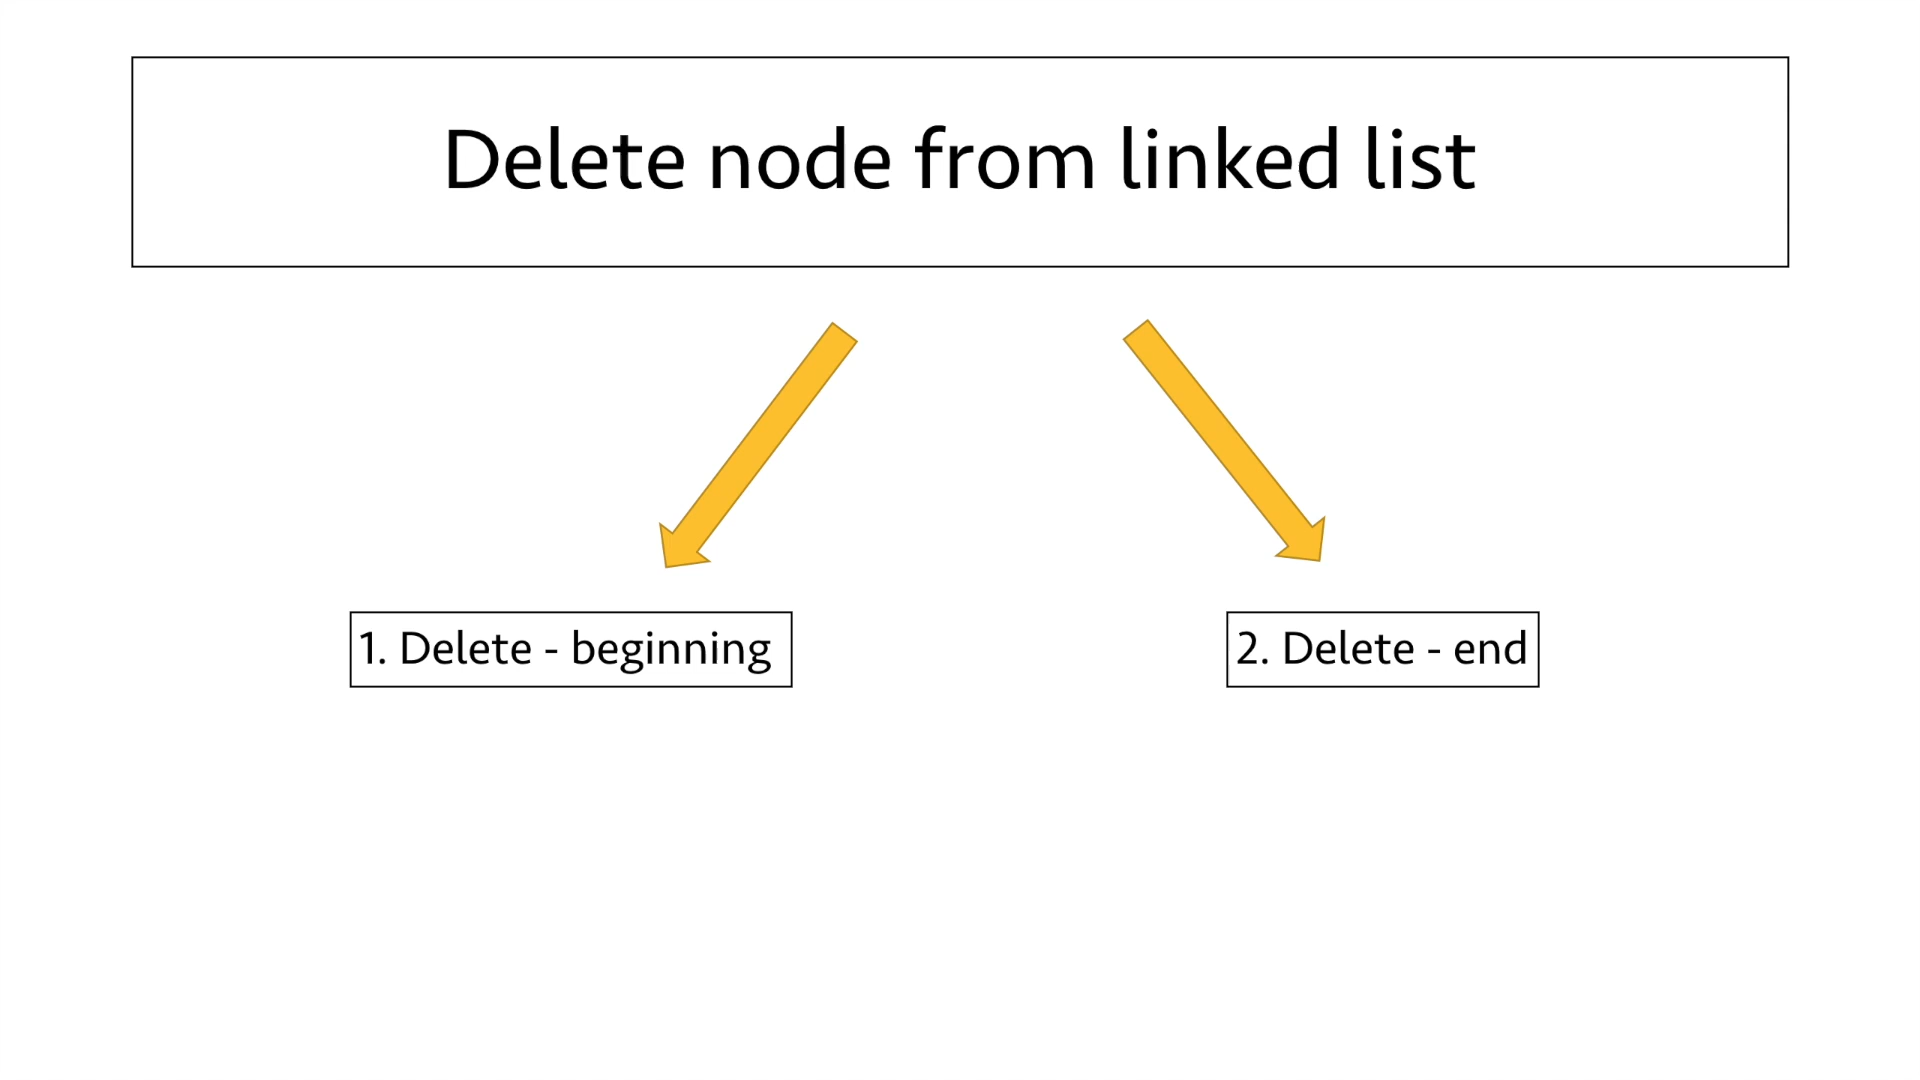 Delete node from linked list
1. Delete - beginning
2. Delete - end